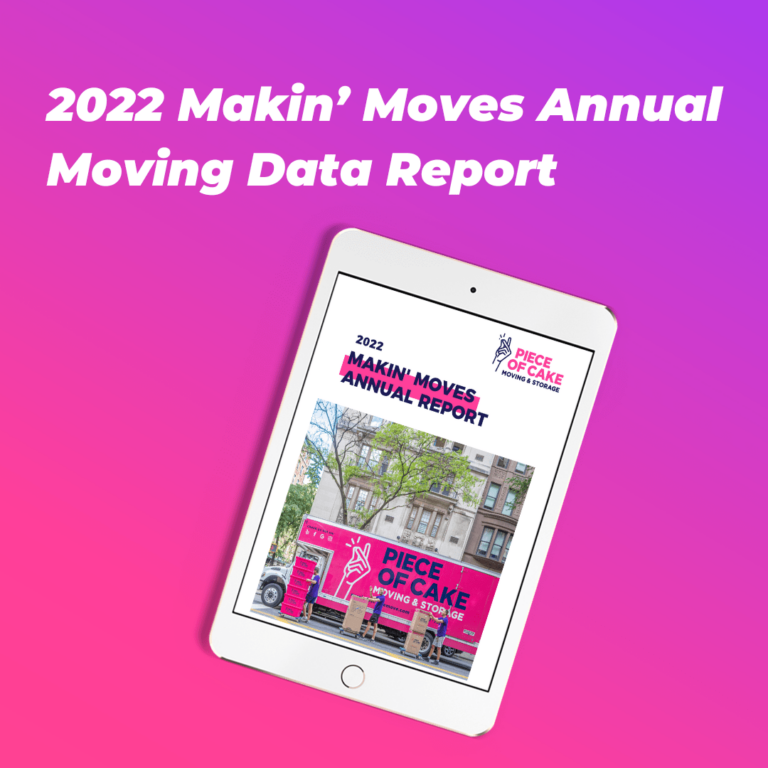 2022 Makin’ Moves Annual
Moving Data Report
2022
MAKIN' MOVES
ANNUAL REPORT
PIECE
OF CAKE
MOVING & STORAGE
PIECE
OF CAKE
MOVING & STORAGE